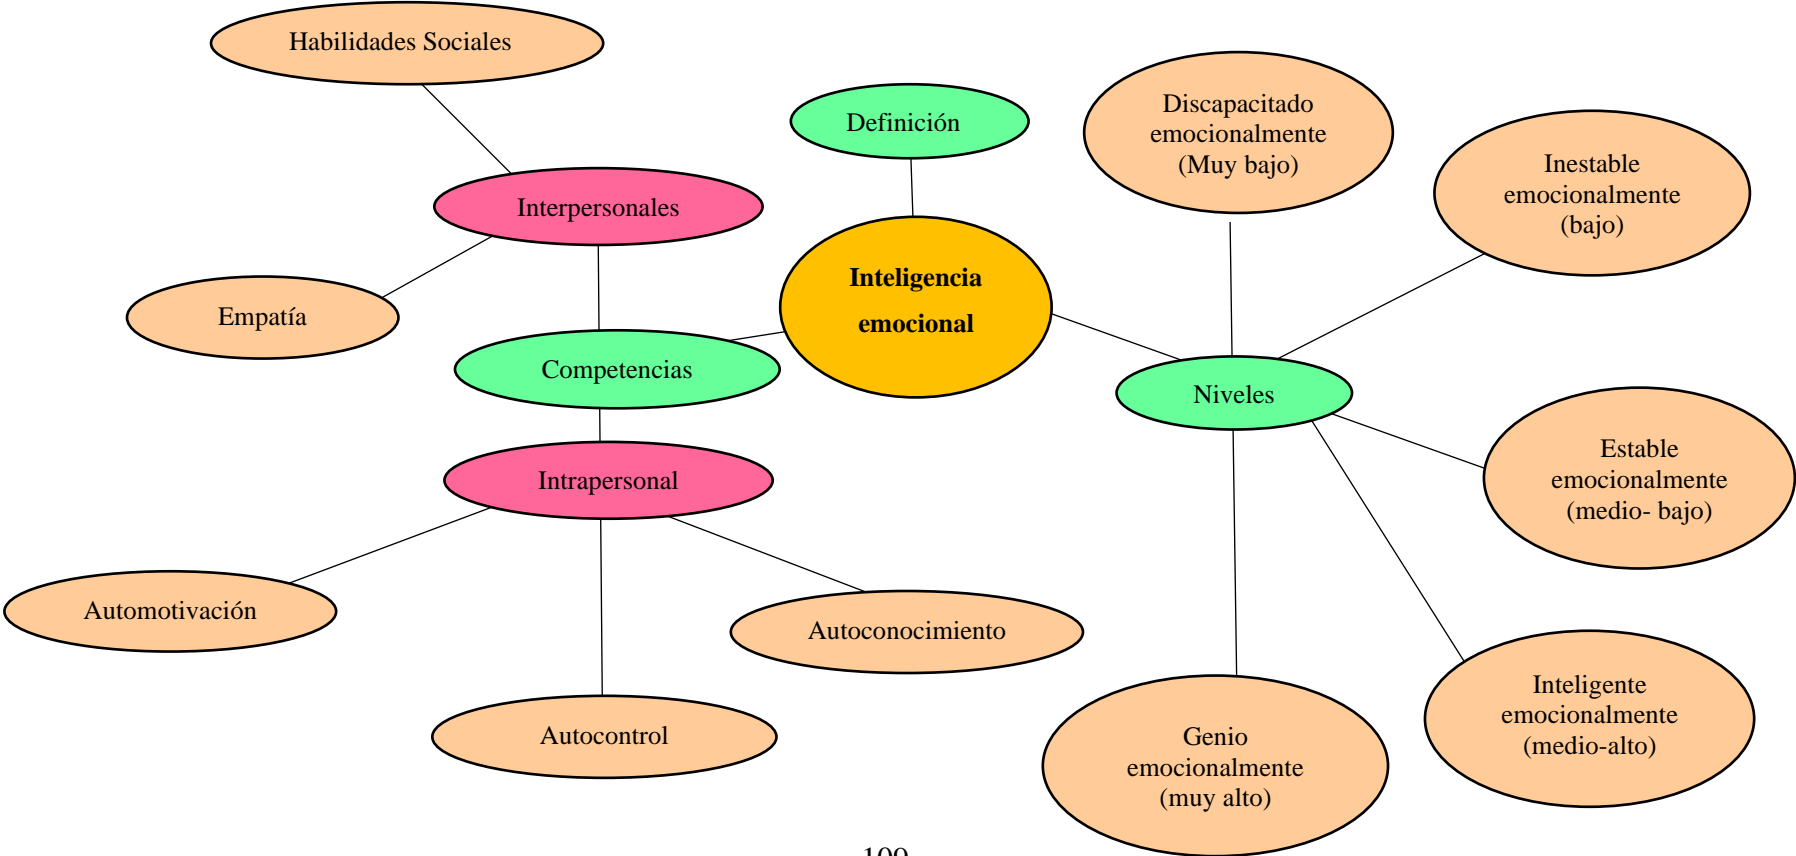 Habilidades Sociales
Definición
Discapacitado
emocionalmente
(Muy bajo)
Inestable
emocionalmente
(bajo)
Interpersonales
Inteligencia
emocional
Empatía
Competencias
Niveles
Estable
emocionalmente
(medio- bajo)
Intrapersonal
Automotivación
Autoconocimiento
Autocontrol
Inteligente
emocionalmente
(medio-alto)
Genio
emocionalmente
(muy alto)
109